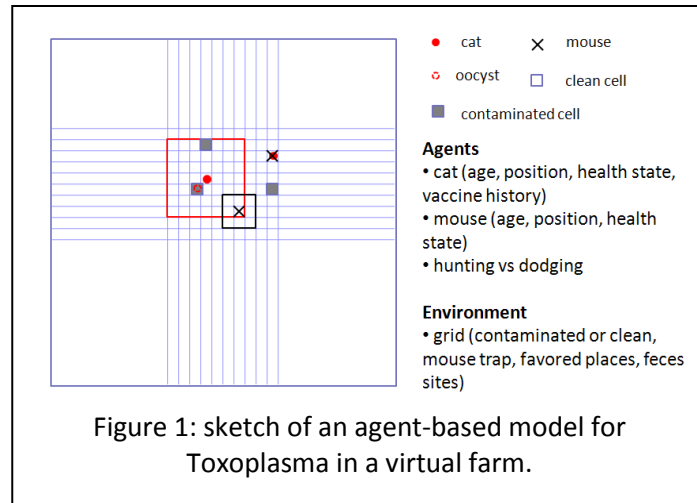 cat
mouse
oocyst
clean cell
contaminated cell
Agents
• cat (age, position, health state,
vaccine history)
• mouse (age, position, health
state)
• hunting vs dodging
Environment
• grid (contaminated or clean,
mouse trap, favored places, feces
sites)
Figure 1: sketch of an agent-based model for
Toxoplasma in a virtual farm.